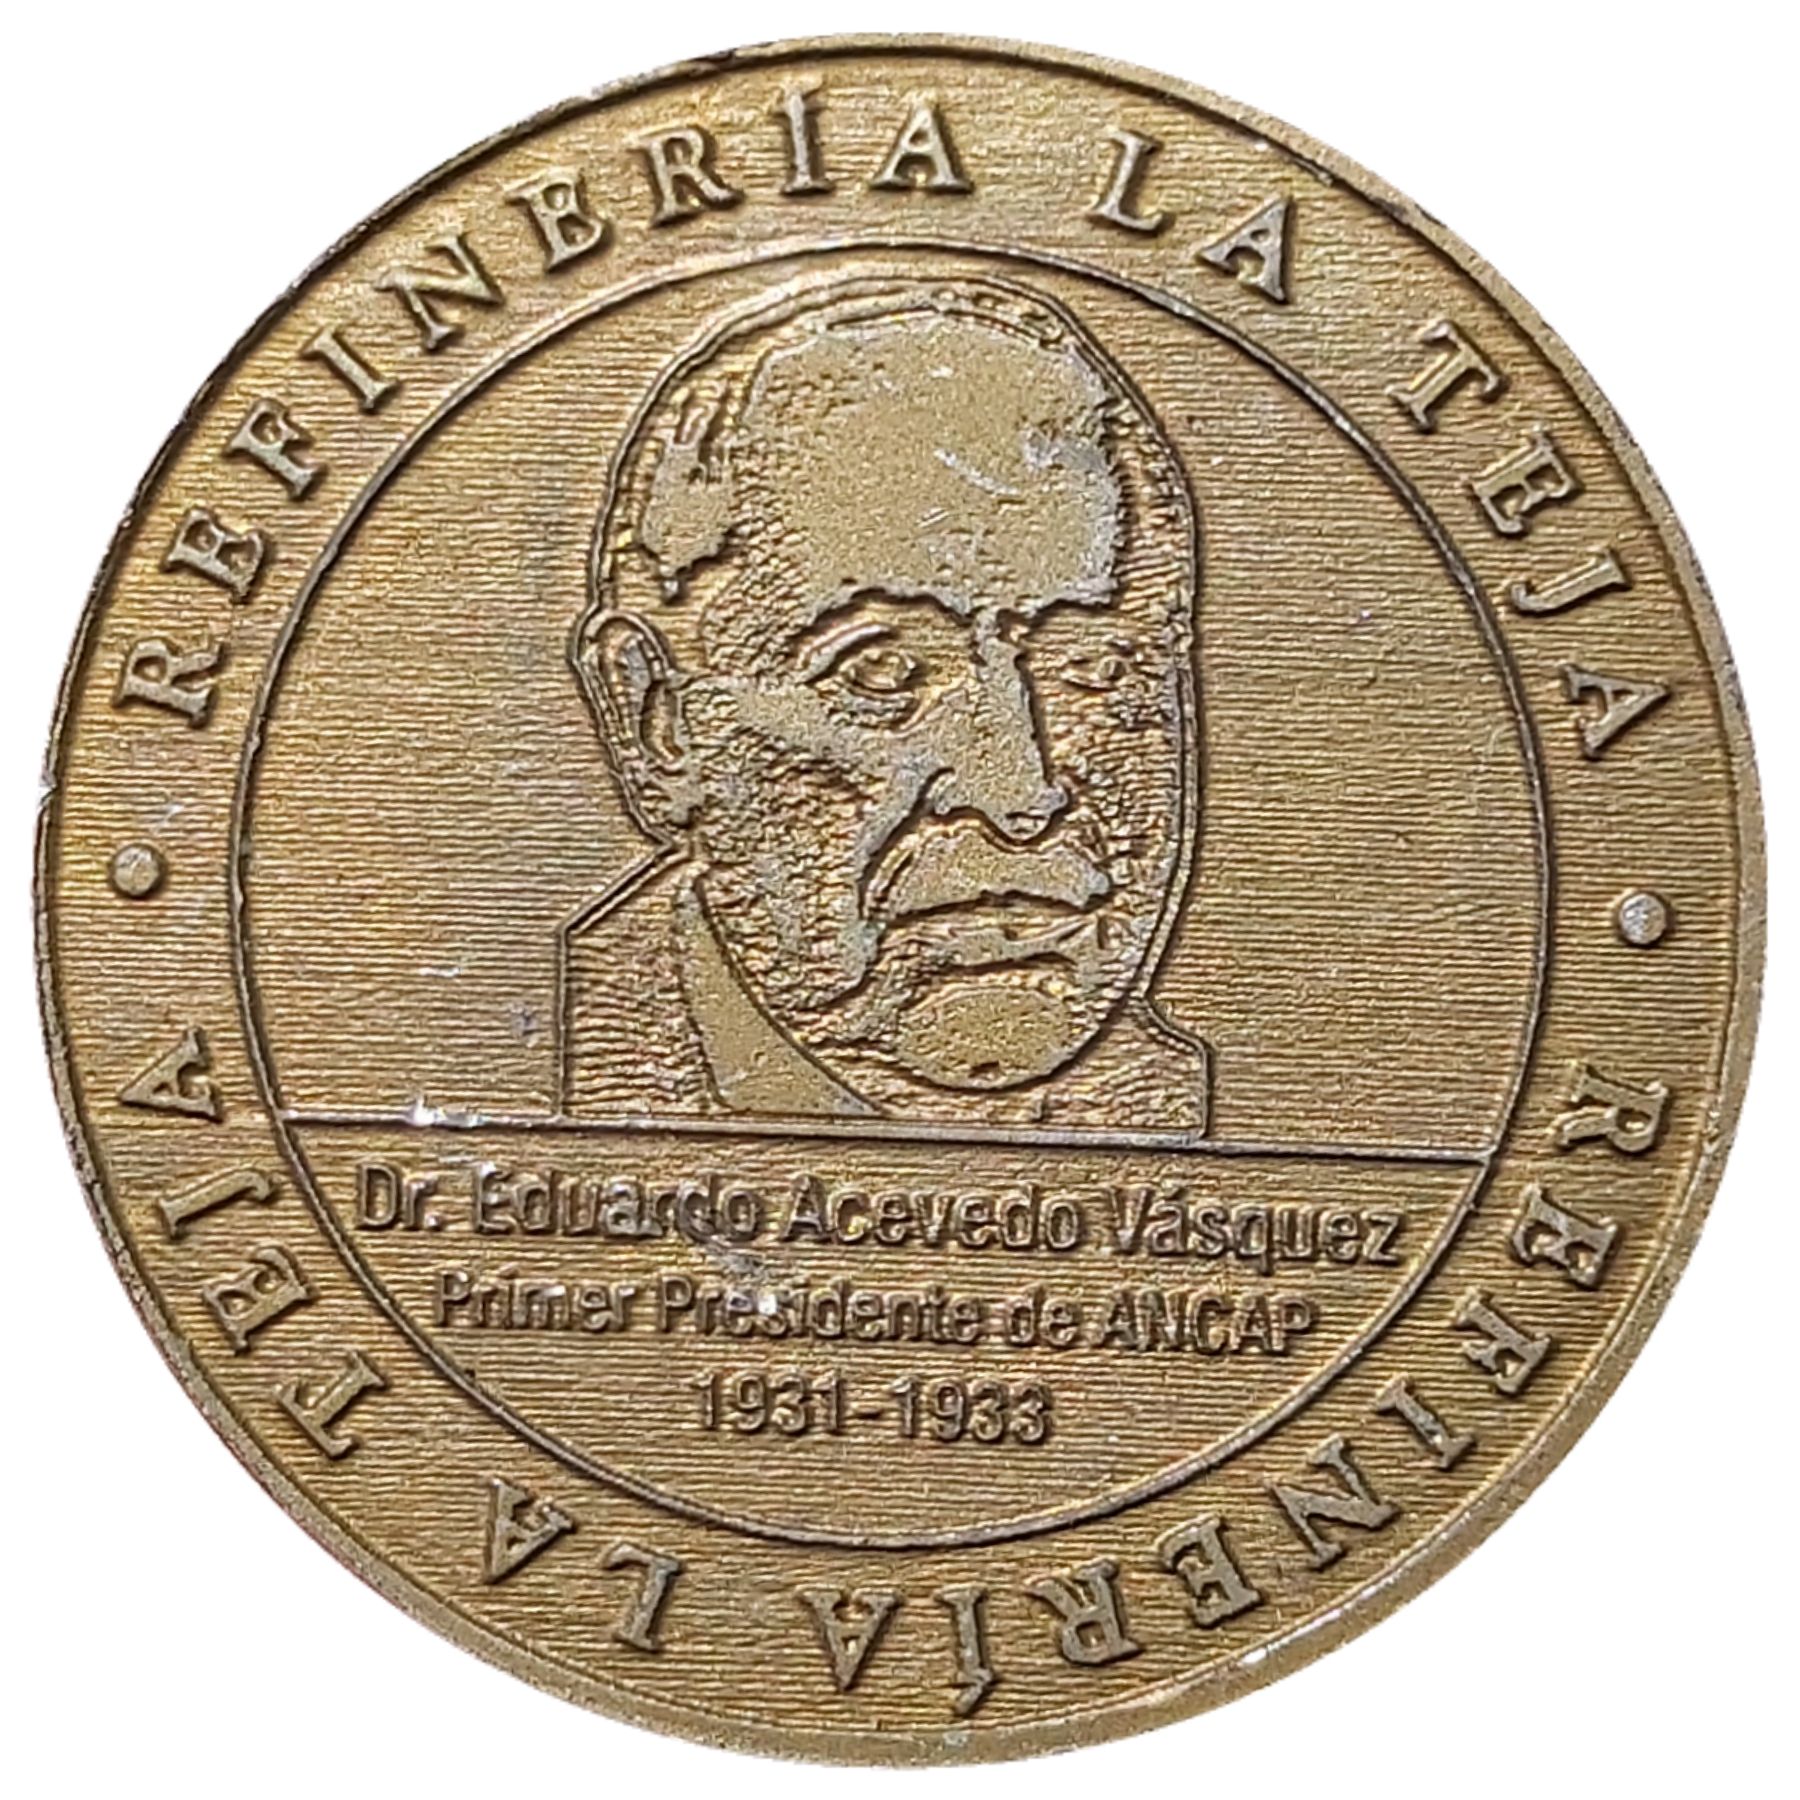 REFINERÍA LA TEJA • REFINERÍA LA TEJA •
Dr. Eduardo Acevedo Vásquez
Primer Presidente de ANCAP
1931-1933